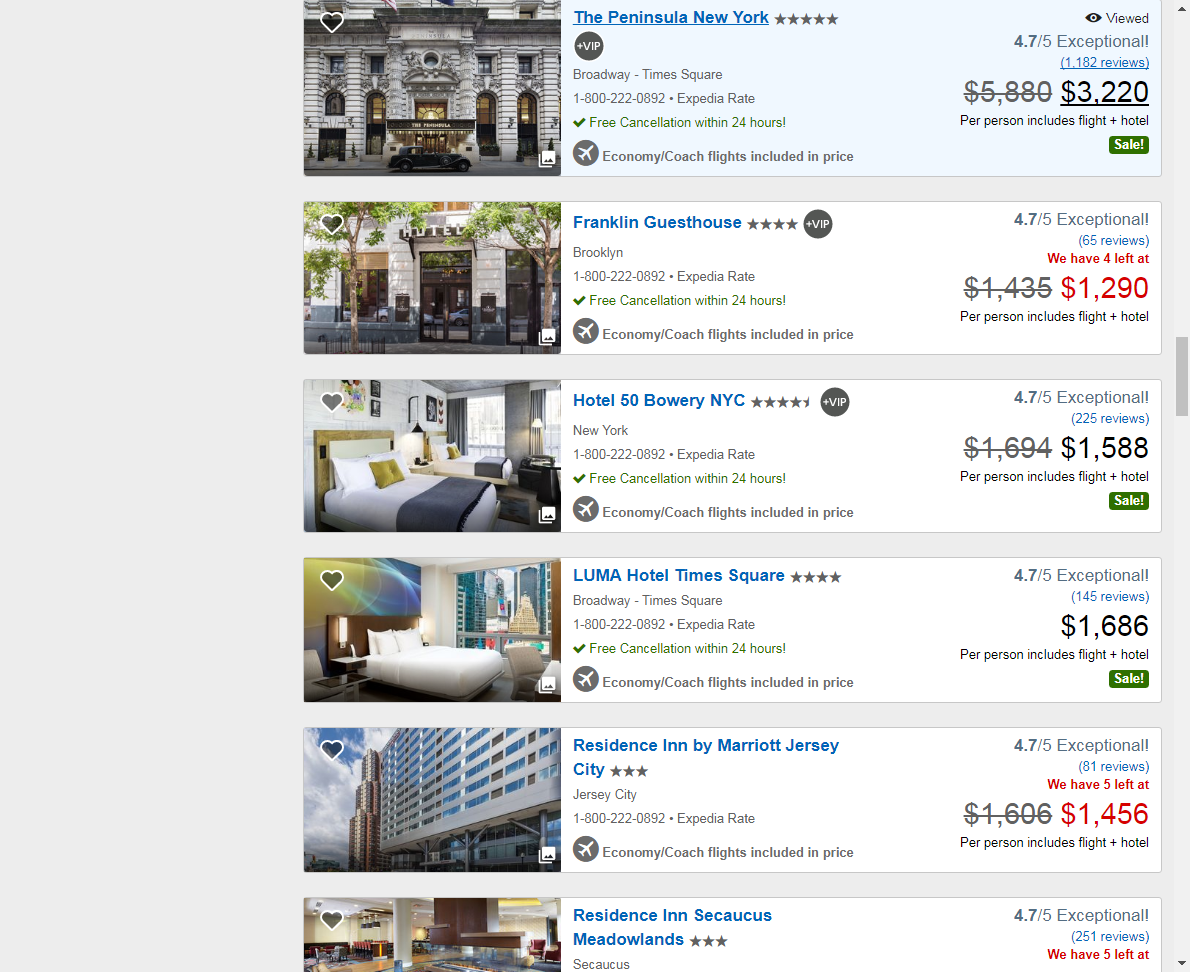 The Peninsula New York
Viewed
+VIP
4.7/5 Exceptional!
(1,182 reviews)
Broadway - Times Square
$5,880 $3,220
1-800-222-0892 • Expedia Rate
Free Cancellation within 24 hours!
Per person includes flight + hotel
Sale!
Economy/Coach flights included in price
THE PENINSULA
Franklin Guesthouse +VIP
4.7/5 Exceptional!
(65 reviews)
Brooklyn
We have 4 left at
1-800-222-0892 • Expedia Rate
$1,435 $1,290
Free Cancellation within 24 hours!
Per person includes flight + hotel
Economy/Coach flights included in price
HOTEL
Hotel 50 Bowery NYC +VIP
4.7/5 Exceptional!
(225 reviews)
New York
$1,694 $1,588
1-800-222-0892 • Expedia Rate
Free Cancellation within 24 hours!
Per person includes flight + hotel
Sale!
Economy/Coach flights included in price
LUMA Hotel Times Square
4.7/5 Exceptional!
(145 reviews)
Broadway - Times Square
$1,686
1-800-222-0892 • Expedia Rate
Free Cancellation within 24 hours!
Per person includes flight + hotel
Sale!
Economy/Coach flights included in price
Residence Inn by Marriott Jersey
City
4.7/5 Exceptional!
(81 reviews)
We have 5 left at
Jersey City
$1,606 $1,456
1-800-222-0892 • Expedia Rate
Per person includes flight + hotel
Economy/Coach flights included in price
Residence Inn Secaucus
Meadowlands
4.7/5 Exceptional!
(251 reviews)
We have 5 left at
Secaucus